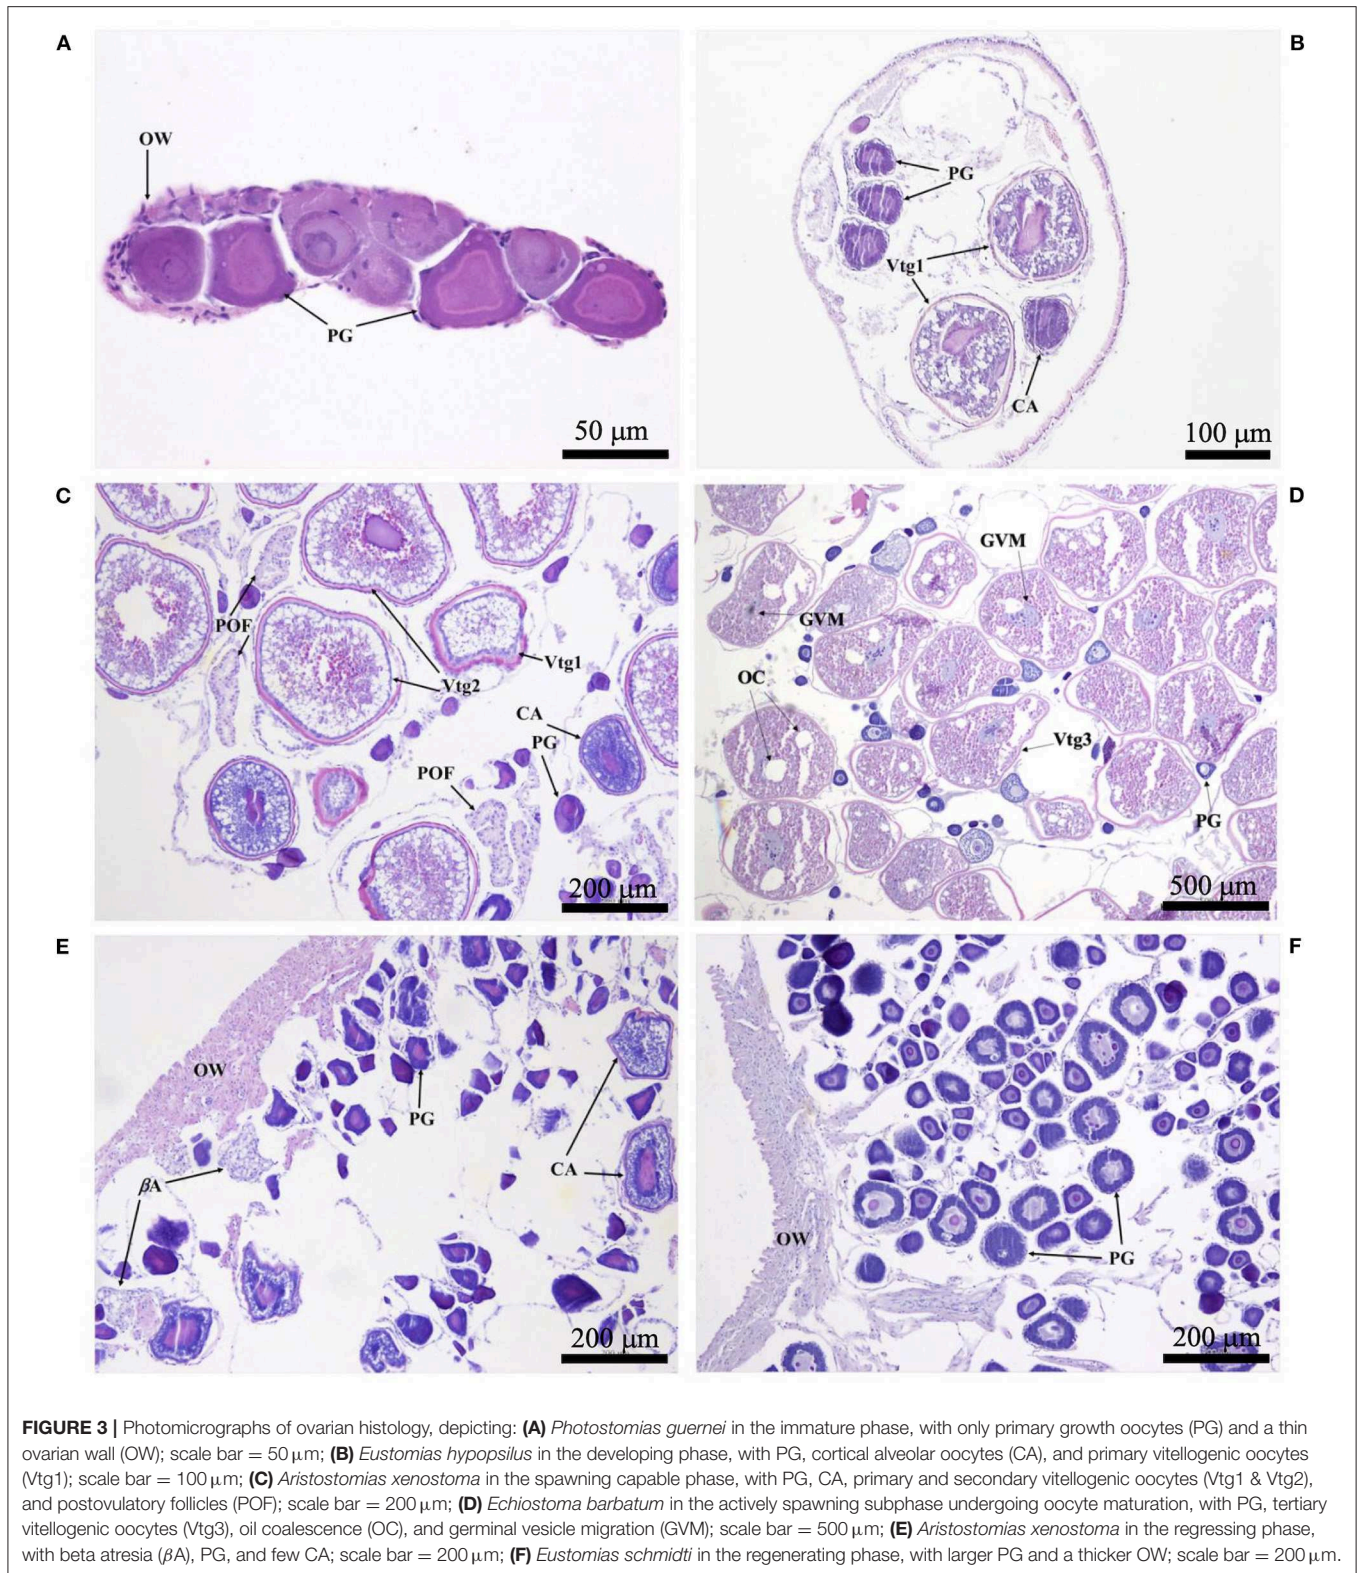 A
OW
PG
50 µm
B
PG
Vtg1
CA
100 µm
C
POF
Vtg2
Vtg1
CA
PG
POF
200 µm
D
GVM
GVM
OC
Vtg3
PG
500 µm
E
OW
PG
βA
CA
200 µm
F
OW
PG
200 µm
FIGURE 3 | Photomicrographs of ovarian histology, depicting: (A) Photostomias guernei in the immature phase, with only primary growth oocytes (PG) and a thin
ovarian wall (OW); scale bar = 50 µm; (B) Eustomias hypopsilus in the developing phase, with PG, cortical alveolar oocytes (CA), and primary vitellogenic oocytes
(Vtg1); scale bar = 100 µm; (C) Aristostomias xenostoma in the spawning capable phase, with PG, CA, primary and secondary vitellogenic oocytes (Vtg1 & Vtg2),
and postovulatory follicles (POF); scale bar = 200 µm; (D) Echiostoma barbatum in the actively spawning subphase undergoing oocyte maturation, with PG, tertiary
vitellogenic oocytes (Vtg3), oil coalescence (OC), and germinal vesicle migration (GVM); scale bar = 500 µm; (E) Aristostomias xenostoma in the regressing phase,
with beta atresia (βA), PG, and few CA; scale bar = 200 µm; (F) Eustomias schmidti in the regenerating phase, with larger PG and a thicker OW; scale bar = 200 µm.